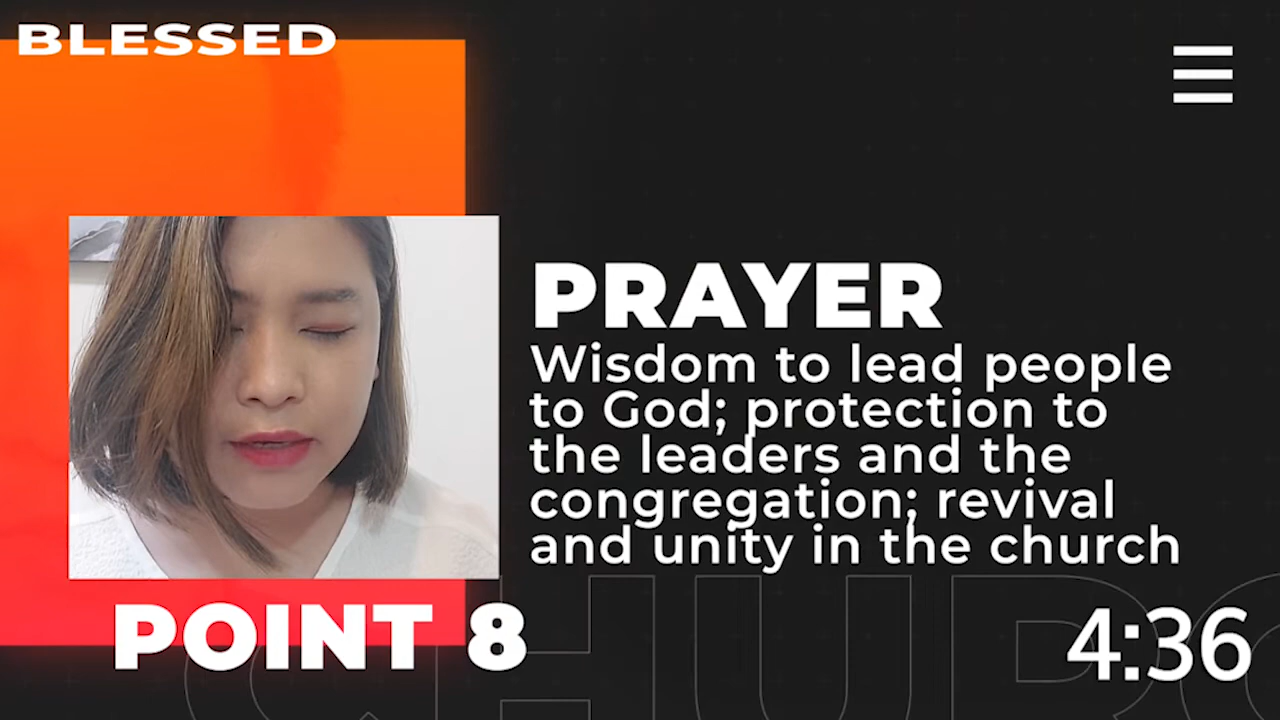 BLESSED
PRAYER
Wisdom to lead people
to God; protection to
the leaders and the
congregation; revival
and unity in the church
POINT 8
4:36